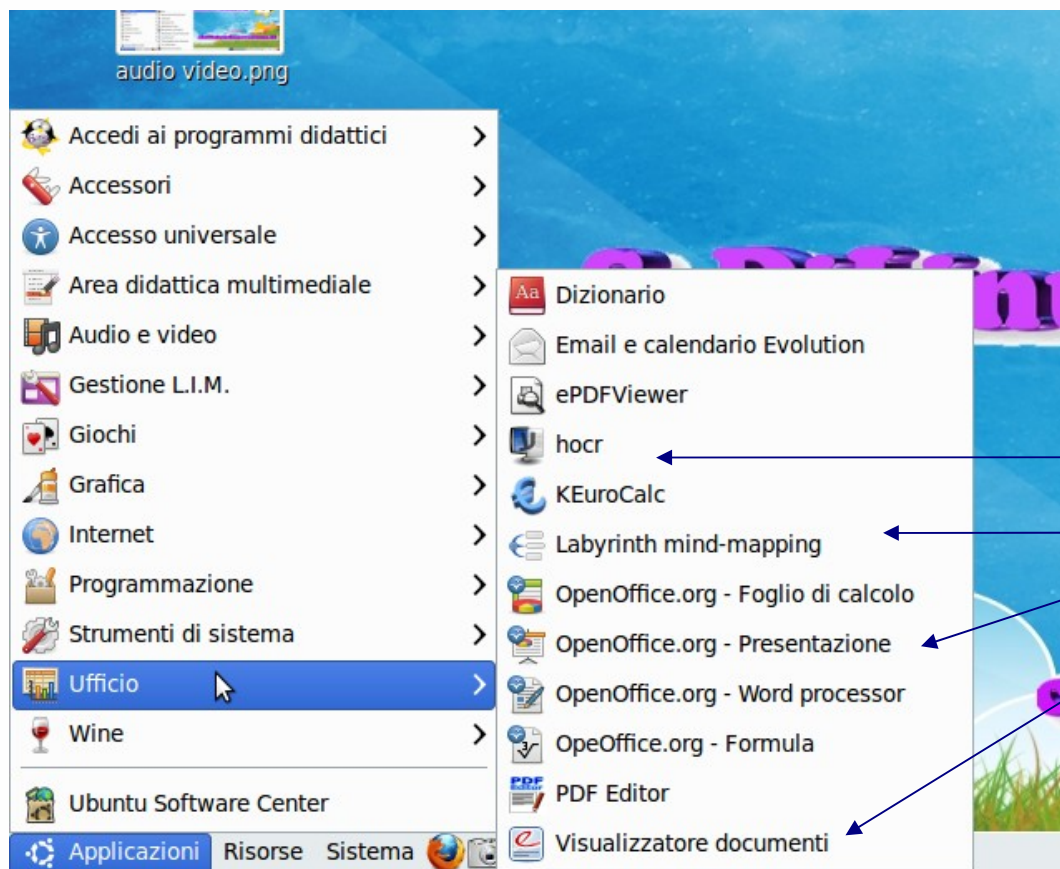 audio video.png
Accedi ai programmi didattici
Accessori
Accesso universale
Area didattica multimediale
Audio e video
Gestione L.I.M.
Giochi
Grafica
Internet
Programmazione
Strumenti di sistema
Ufficio
Wine
Ubuntu Software Center
Aa Dizionario
Email e calendario Evolution
ePDFViewer
hocr
KEuroCalc
Labyrinth mind-mapping
OpenOffice.org - Foglio di calcolo
OpenOffice.org - Presentazione
OpenOffice.org - Word processor
OpeOffice.org - Formula
PDF Editor
Visualizzatore documenti
Applicazioni Risorse Sistema